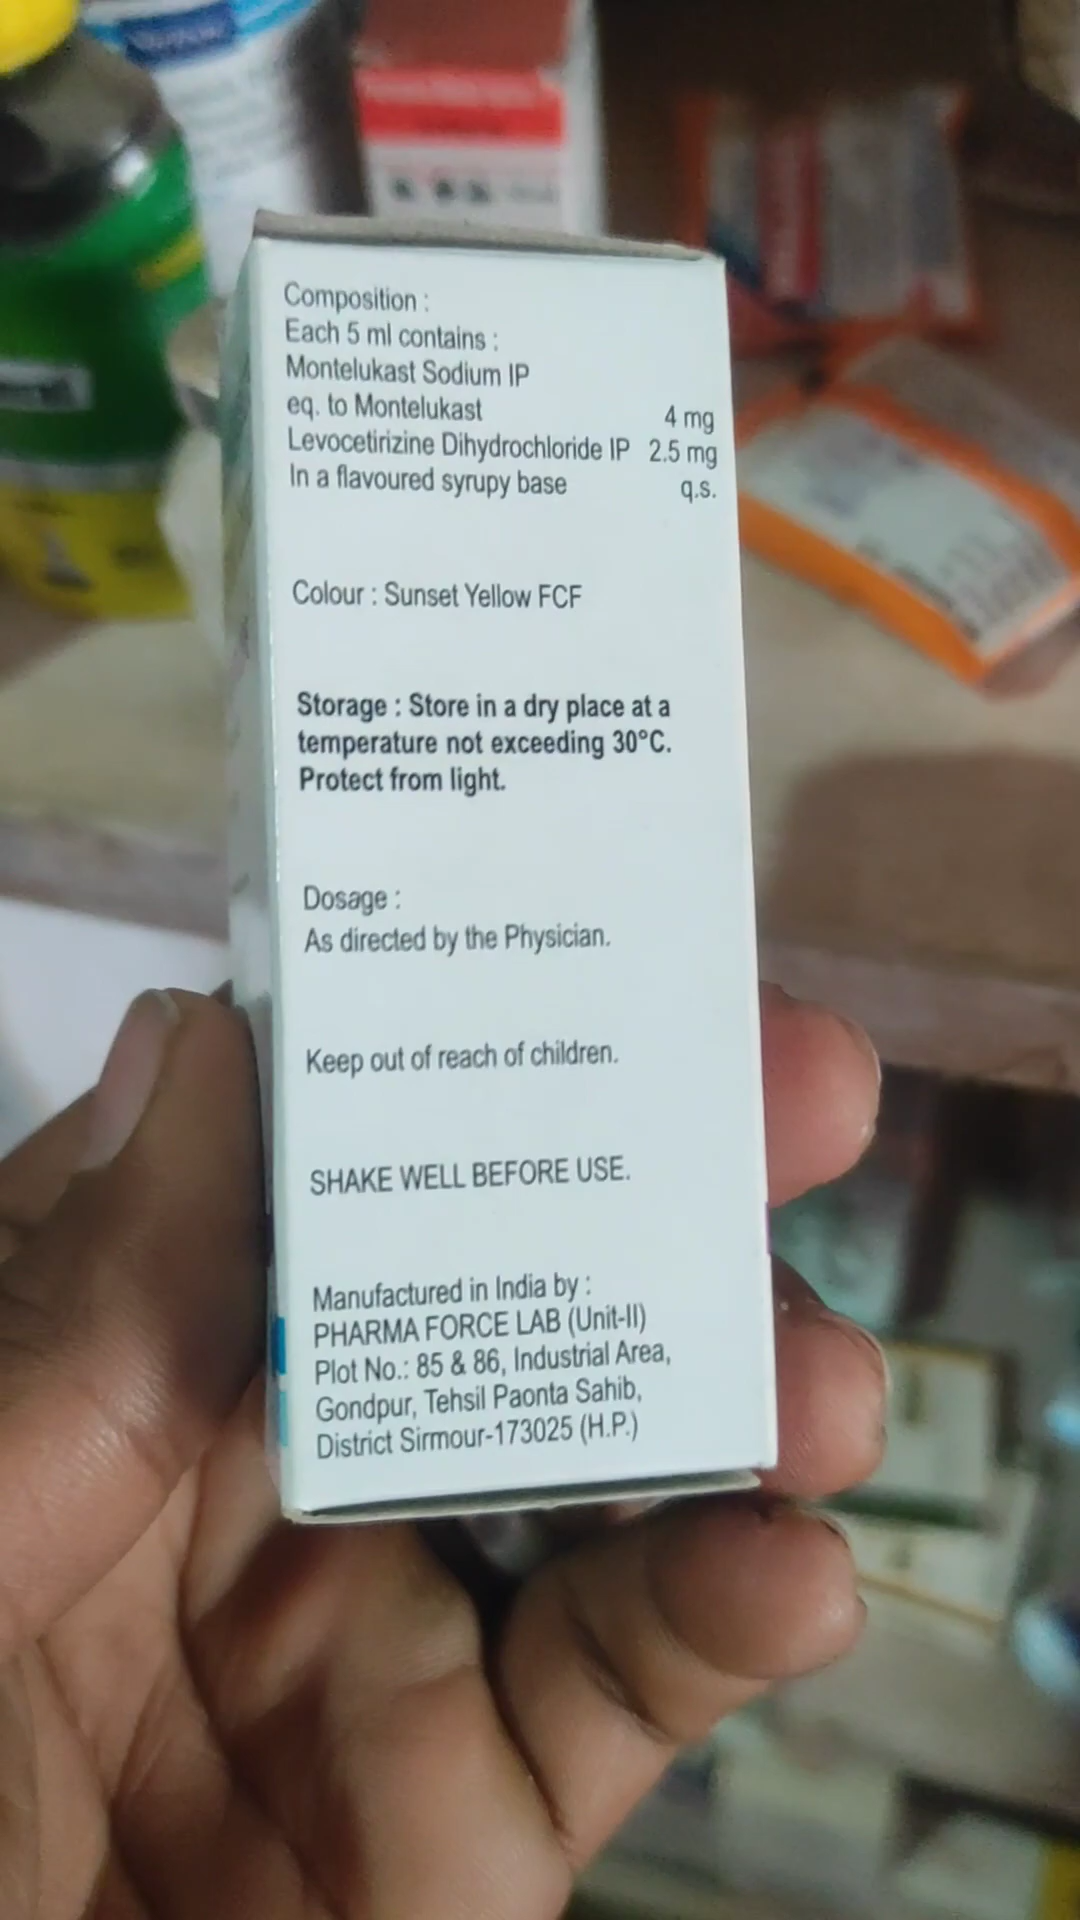 Composition :
Each 5 ml contains :
Montelukast Sodium IP
eq. to Montelukast 4 mg
Levocetirizine Dihydrochloride IP 2.5 mg
In a flavoured syrupy base q.s.
Colour : Sunset Yellow FCF
Storage : Store in a dry place at a
temperature not exceeding 30°C.
Protect from light.
Dosage :
As directed by the Physician.
Keep out of reach of children.
SHAKE WELL BEFORE USE.
Manufactured in India by :
PHARMA FORCE LAB (Unit-II)
Plot No.: 85 & 86, Industrial Area,
Gondpur, Tehsil Paonta Sahib,
District Sirmour-173025 (H.P.)